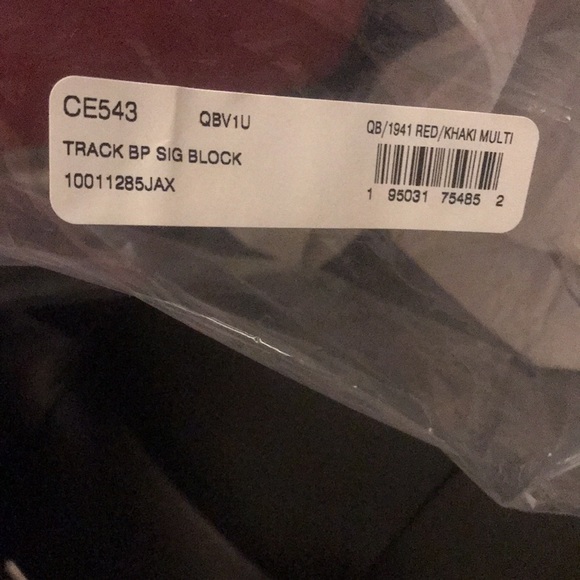 CE543 QBV1U
TRACK BP SIG BLOCK
10011285JAX
QB/1941 RED/KHAKI MULTI
1 95031 75485 2